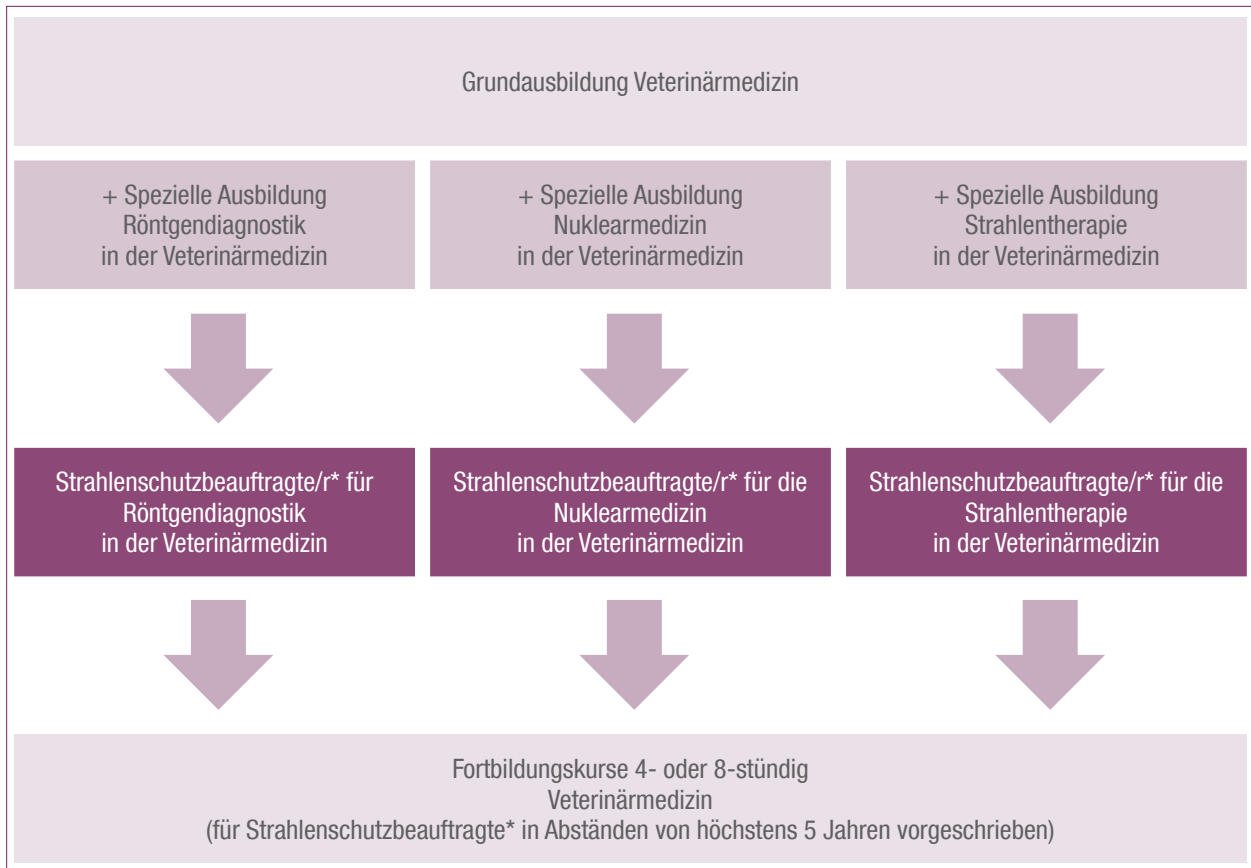 Grundausbildung Veterinärmedizin
+ Spezielle Ausbildung
Röntgendiagnostik
in der Veterinärmedizin
+ Spezielle Ausbildung
Nuklearmedizin
in der Veterinärmedizin
+ Spezielle Ausbildung
Strahlentherapie
in der Veterinärmedizin
Strahlenschutzbeauftragte/r* für
Röntgendiagnostik
in der Veterinärmedizin
Strahlenschutzbeauftragte/r* für die
Nuklearmedizin
in der Veterinärmedizin
Strahlenschutzbeauftragte/r* für die
Strahlentherapie
in der Veterinärmedizin
Fortbildungskurse 4- oder 8-stündig
Veterinärmedizin
(für Strahlenschutzbeauftragte* in Abständen von höchstens 5 Jahren vorgeschrieben)